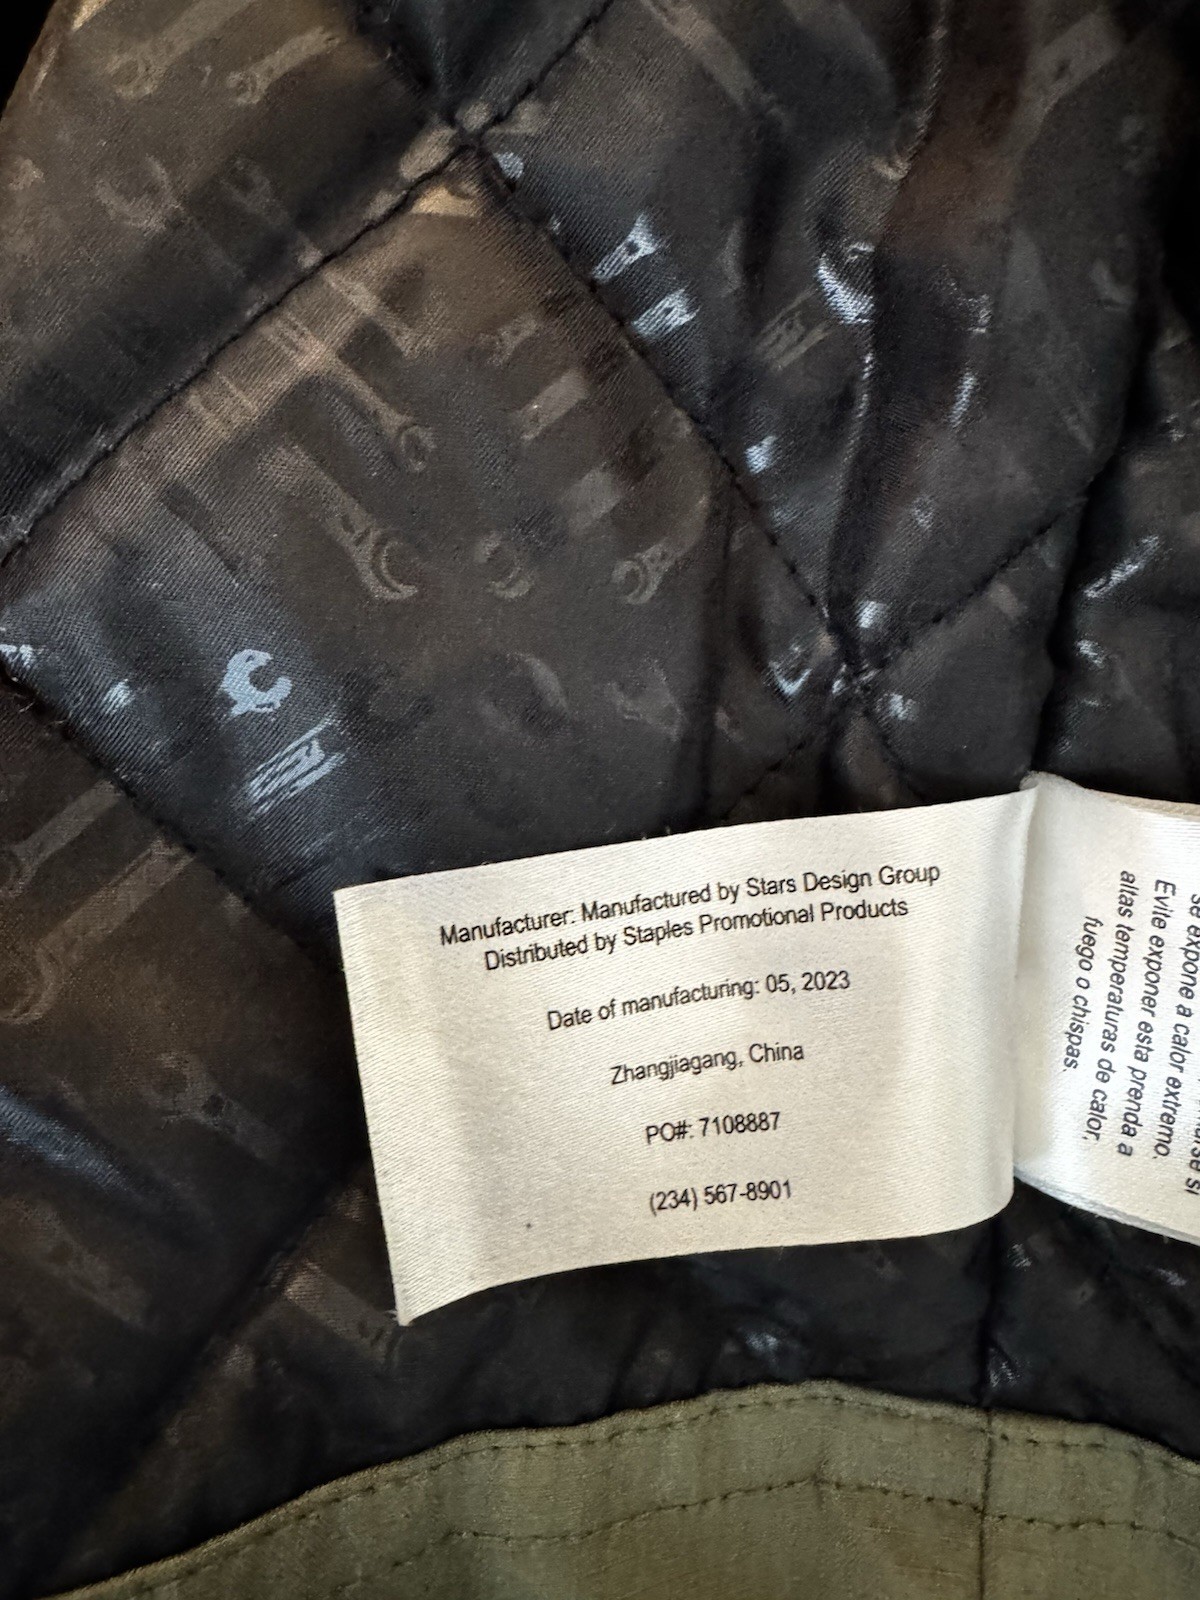 Manufacturer: Manufactured by Stars Design Group
Distributed by Staples Promotional Products
Date of manufacturing: 05, 2023
Zhangjiagang, China
PO#: 7108887
(234) 567-8901
se expone a calor extremo.
Evite exponer esta prenda a
altas temperaturas de calor,
fuego o chispas.